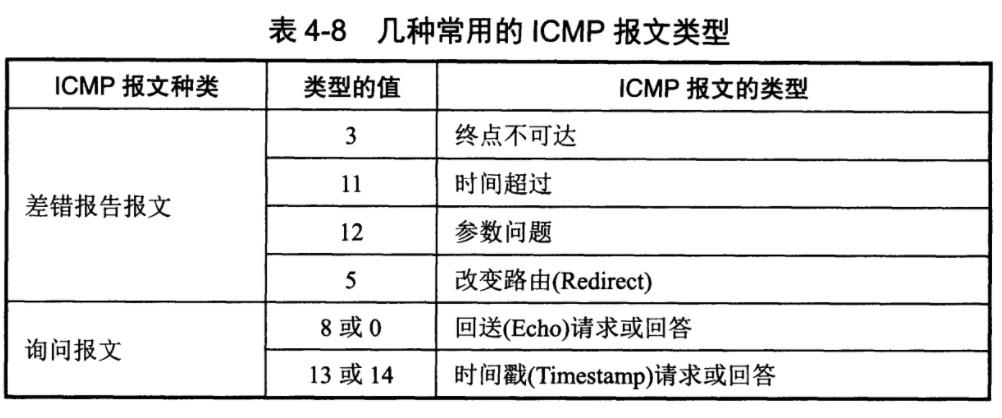 表 4-8 几种常用的 ICMP 报文类型
ICMP 报文种类 类型的值 ICMP 报文的类型
差错报告报文
3 终点不可达
11 时间超过
12 参数问题
5 改变路由(Redirect)
询问报文
8 或 0 回送(Echo)请求或回答
13 或 14 时间戳(Timestamp)请求或回答